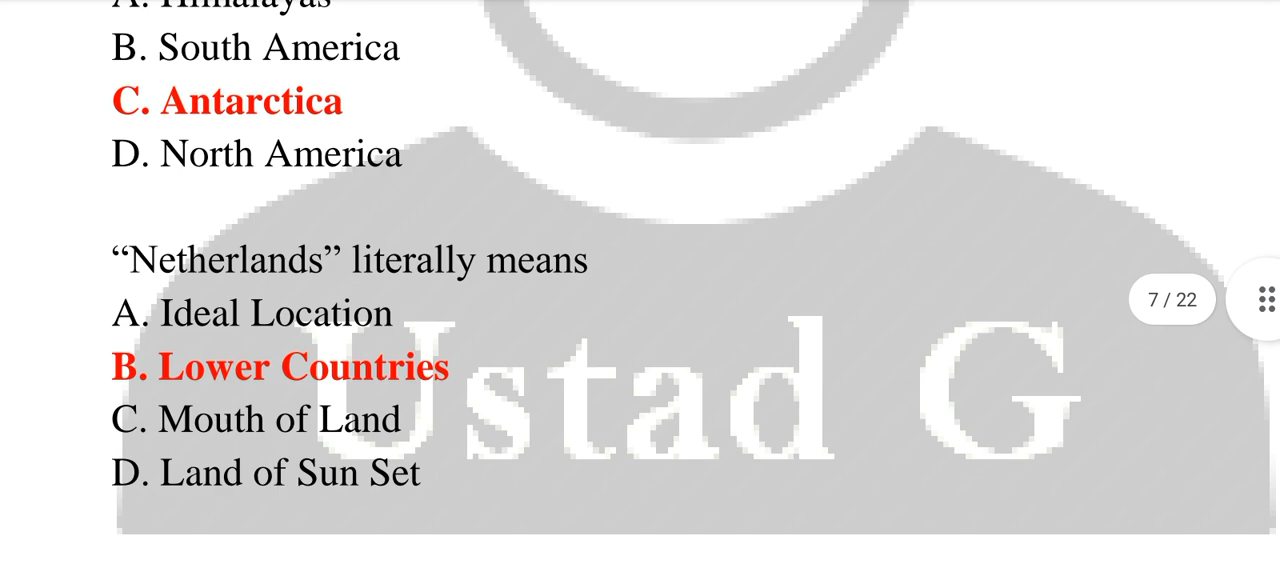 A. Himalayas
B. South America
C. Antarctica
D. North America
“Netherlands” literally means
A. Ideal Location
B. Lower Countries
C. Mouth of Land
D. Land of Sun Set
Ustad G
7 / 22